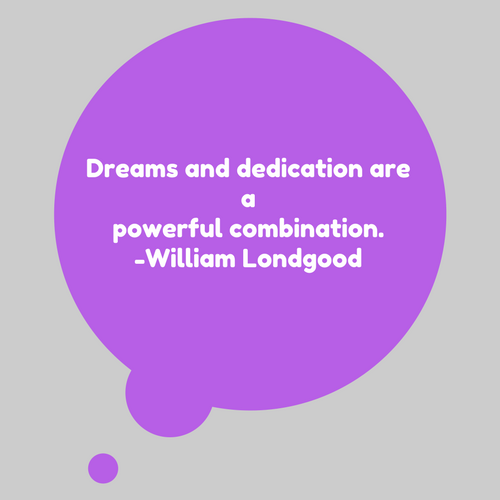 Dreams and dedication are
a
powerful combination.
-William Londgood